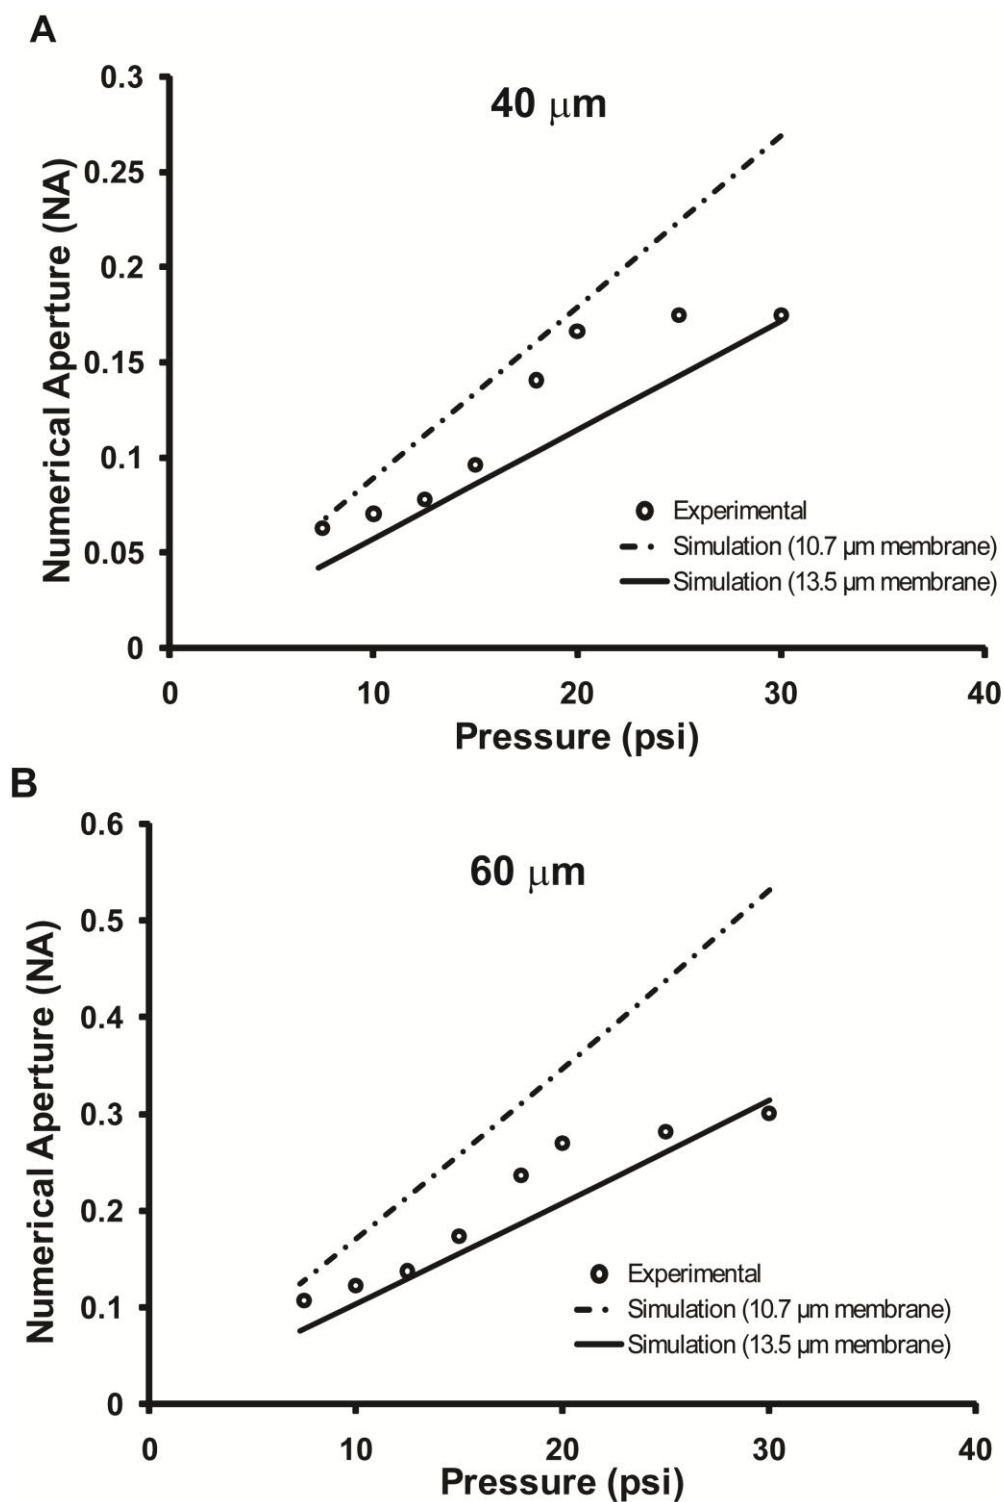 A
40 μm
0.3
0.25
0.2
0.15
0.1
0.05
0
Numerical Aperture (NA)
Experimental
Simulation (10.7 µm membrane)
Simulation (13.5 µm membrane)
0 10 20 30 40
Pressure (psi)
B
60 μm
0.6
0.5
0.4
0.3
0.2
0.1
0
Numerical Aperture (NA)
Experimental
Simulation (10.7 µm membrane)
Simulation (13.5 µm membrane)
0 10 20 30 40
Pressure (psi)